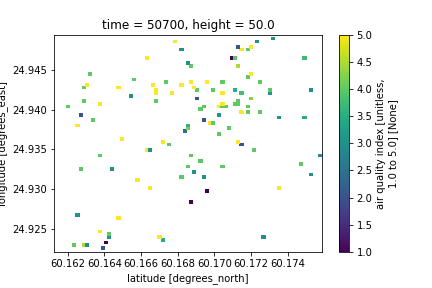 time = 50700, height = 50.0
24.945
24.940
24.935
24.930
24.925
longitude [degrees_east]
60.162 60.164 60.166 60.168 60.170 60.172 60.174
latitude [degrees_north]
5.0
4.5
4.0
3.5
3.0
2.5
2.0
1.5
1.0
air quality index [unitless,
1.0 to 5.0] [None]